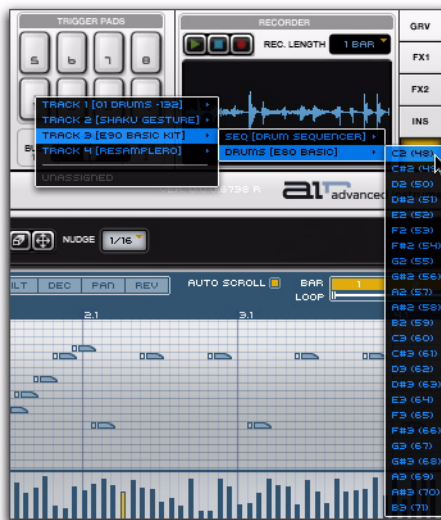 TRIGGER PADS
RECORDER
GRV
REC. LENGTH
1 BAR
5 6 7 8
FX1
FX2
INS
TRACK 1 [01 DRUMS -132]
TRACK 2 [SHAKU GESTURE]
TRACK 3 [E90 BASIC KIT]
TRACK 4 [RESAMPLER0]
UNASSIGNED
SEQ [DRUM SEQUENCER]
DRUMS [E90 BASIC]
C2 (48)
C#2 (49
D2 (50)
D#2 (51)
E2 (52)
F2 (53)
F#2 (54)
G2 (55)
G#2 (56)
A2 (57)
A#2 (58)
B2 (59)
C3 (60)
C#3 (61)
D3 (62)
D#3 (63)
E3 (64)
F3 (65)
F#3 (66)
G3 (67)
G#3 (68)
A3 (69)
A#3 (70)
B3 (71)
advanced
NUDGE
1/16
ILT
DEC
PAN
REV
AUTO SCROLL
BAR
1
LOOP
2.1
3.1